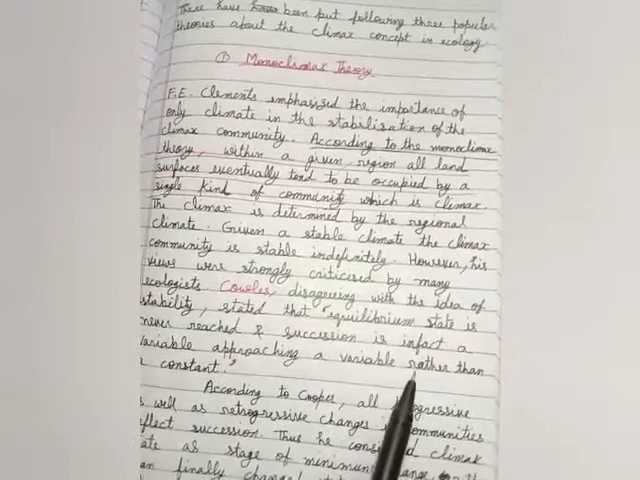 There have been put following three popular
theories about the climax concept in ecology.
① Monoclimax Theory
F.E. Clements emphasized the importance of
only climate in the stabilisation of the
climax community. According to the monoclimax
theory, within a given region all land
surfaces eventually tend to be occupied by a
single kind of community which is climax.
The climax is determined by the regional
climate. Given a stable climate the climax
community is stable indefinitely. However, his
views were strongly criticised by many
ecologists. Cowles, disagreeing with the idea of
stability, stated that "equilibrium state is
never reached & succession is infact a
variable approaching a variable rather than
a constant."
According to Cooper, all
well as retrogressive changes communities
reflect succession. Thus he climax
as stage of minimum
finally